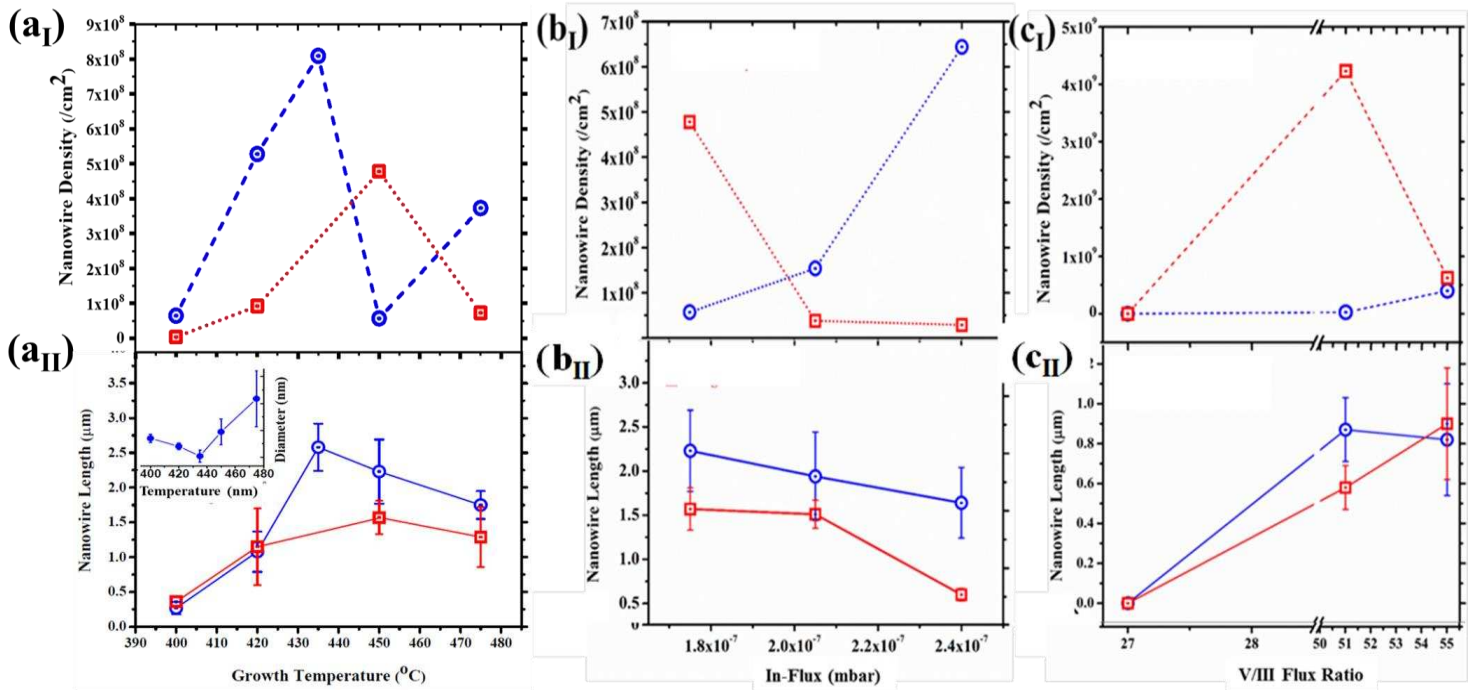 (aI)
Nanowire Density (/cm2)
9x10^8
8x10^8
7x10^8
6x10^8
5x10^8
4x10^8
3x10^8
2x10^8
1x10^8
0
(bI)
Nanowire Density (/cm2)
7x10^8
6x10^8
5x10^8
4x10^8
3x10^8
2x10^8
1x10^8
(cI)
Nanowire Density (/cm2)
5x10^9
4x10^9
3x10^9
2x10^9
1x10^9
0
(aII)
Nanowire Length (μm)
3.5
3.0
2.5
2.0
1.5
1.0
0.5
0.0
Diameter (nm)
400 420 440 460 480
Temperature (nm)
390 400 410 420 430 440 450 460 470 480
Growth Temperature (°C)
(bII)
Nanowire Length (μm)
3.0
2.5
2.0
1.5
1.0
0.5
1.8x10^-7 2.0x10^-7 2.2x10^-7 2.4x10^-7
In-Flux (mbar)
(cII)
Nanowire Length (μm)
1.2
1.0
0.8
0.6
0.4
0.2
0.0
27 28 50 51 52 53 54 55
V/III Flux Ratio